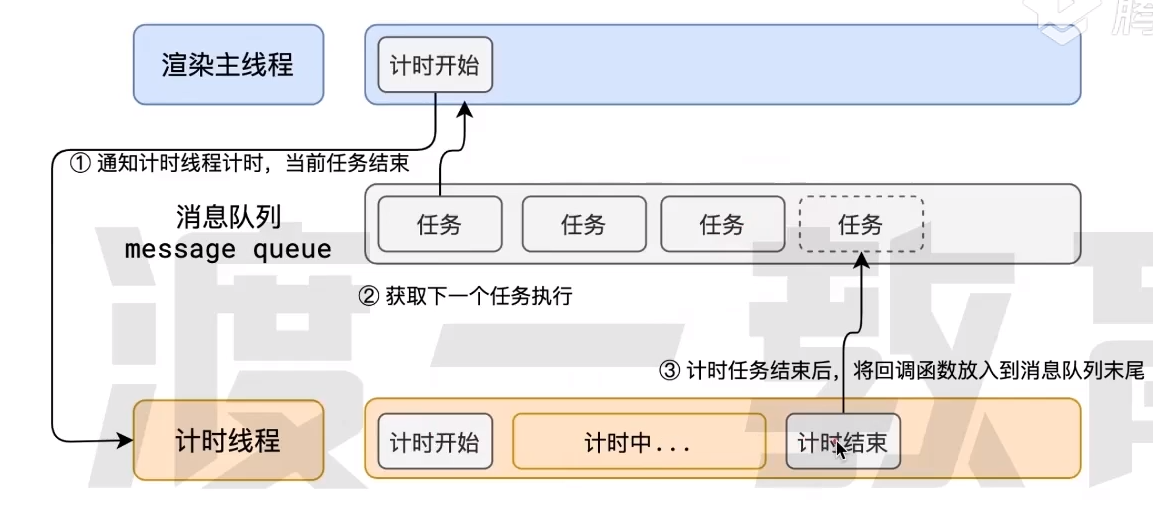 腾
渲染主线程
计时开始
① 通知计时线程计时，当前任务结束
消息队列
message queue
任务
任务
任务
任务
② 获取下一个任务执行
③ 计时任务结束后，将回调函数放入到消息队列末尾
计时线程
计时开始
计时中...
计时结束
渡一教育